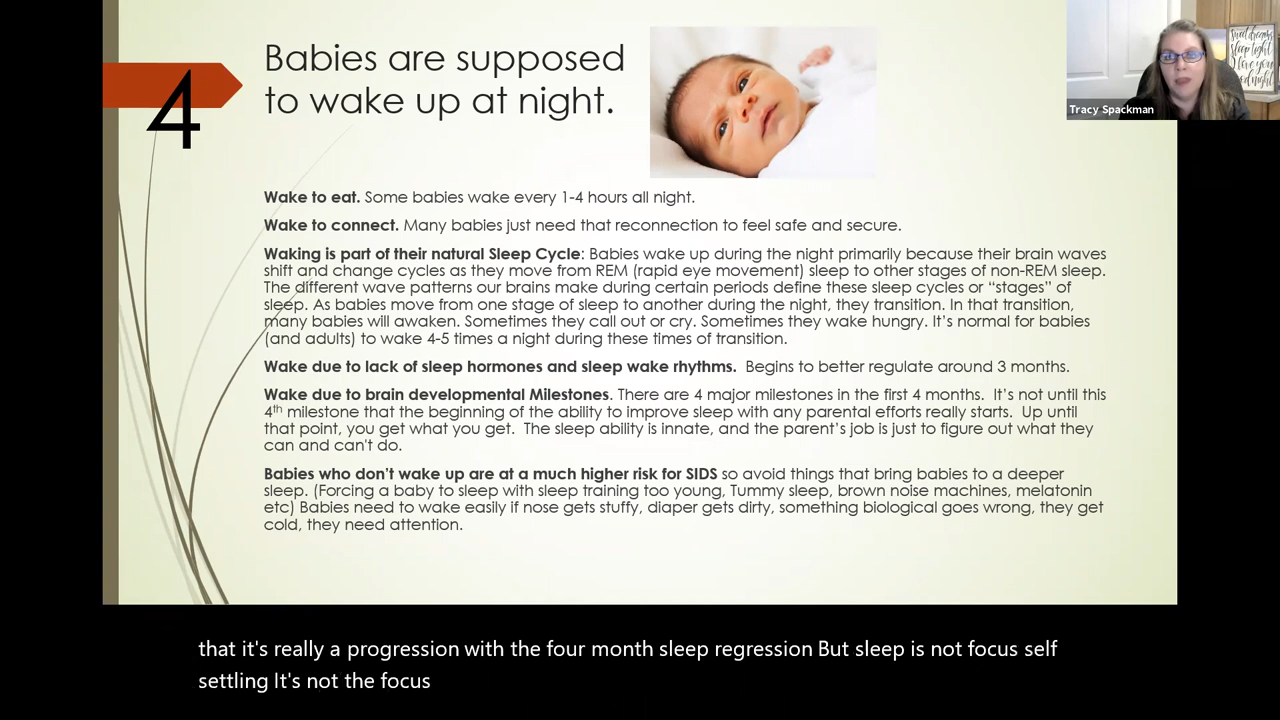 4
Babies are supposed
to wake up at night.
Tracy Spackman
sweet dreams
sleep tight
I love you
goodnight
Wake to eat. Some babies wake every 1-4 hours all night.
Wake to connect. Many babies just need that reconnection to feel safe and secure.
Waking is part of their natural Sleep Cycle: Babies wake up during the night primarily because their brain waves
shift and change cycles as they move from REM (rapid eye movement) sleep to other stages of non-REM sleep.
The different wave patterns our brains make during certain periods define these sleep cycles or “stages” of
sleep. As babies move from one stage of sleep to another during the night, they transition. In that transition,
many babies will awaken. Sometimes they call out or cry. Sometimes they wake hungry. It’s normal for babies
(and adults) to wake 4-5 times a night during these times of transition.
Wake due to lack of sleep hormones and sleep wake rhythms. Begins to better regulate around 3 months.
Wake due to brain developmental Milestones. There are 4 major milestones in the first 4 months. It’s not until this
4th milestone that the beginning of the ability to improve sleep with any parental efforts really starts. Up until
that point, you get what you get. The sleep ability is innate, and the parent’s job is just to figure out what they
can and can't do.
Babies who don’t wake up are at a much higher risk for SIDS so avoid things that bring babies to a deeper
sleep. (Forcing a baby to sleep with sleep training too young, Tummy sleep, brown noise machines, melatonin
etc) Babies need to wake easily if nose gets stuffy, diaper gets dirty, something biological goes wrong, they get
cold, they need attention.
that it's really a progression with the four month sleep regression But sleep is not focus self
settling It's not the focus